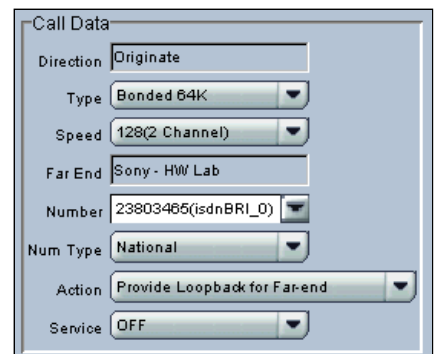 Call Data
Direction Originate
Type Bonded 64K
Speed 128(2 Channel)
Far End Sony - HW Lab
Number 23803465(isdnBRI_0)
Num Type National
Action Provide Loopback for Far-end
Service OFF